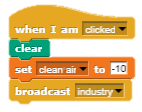 when I am clicked
clear
set clean air to -10
broadcast industry